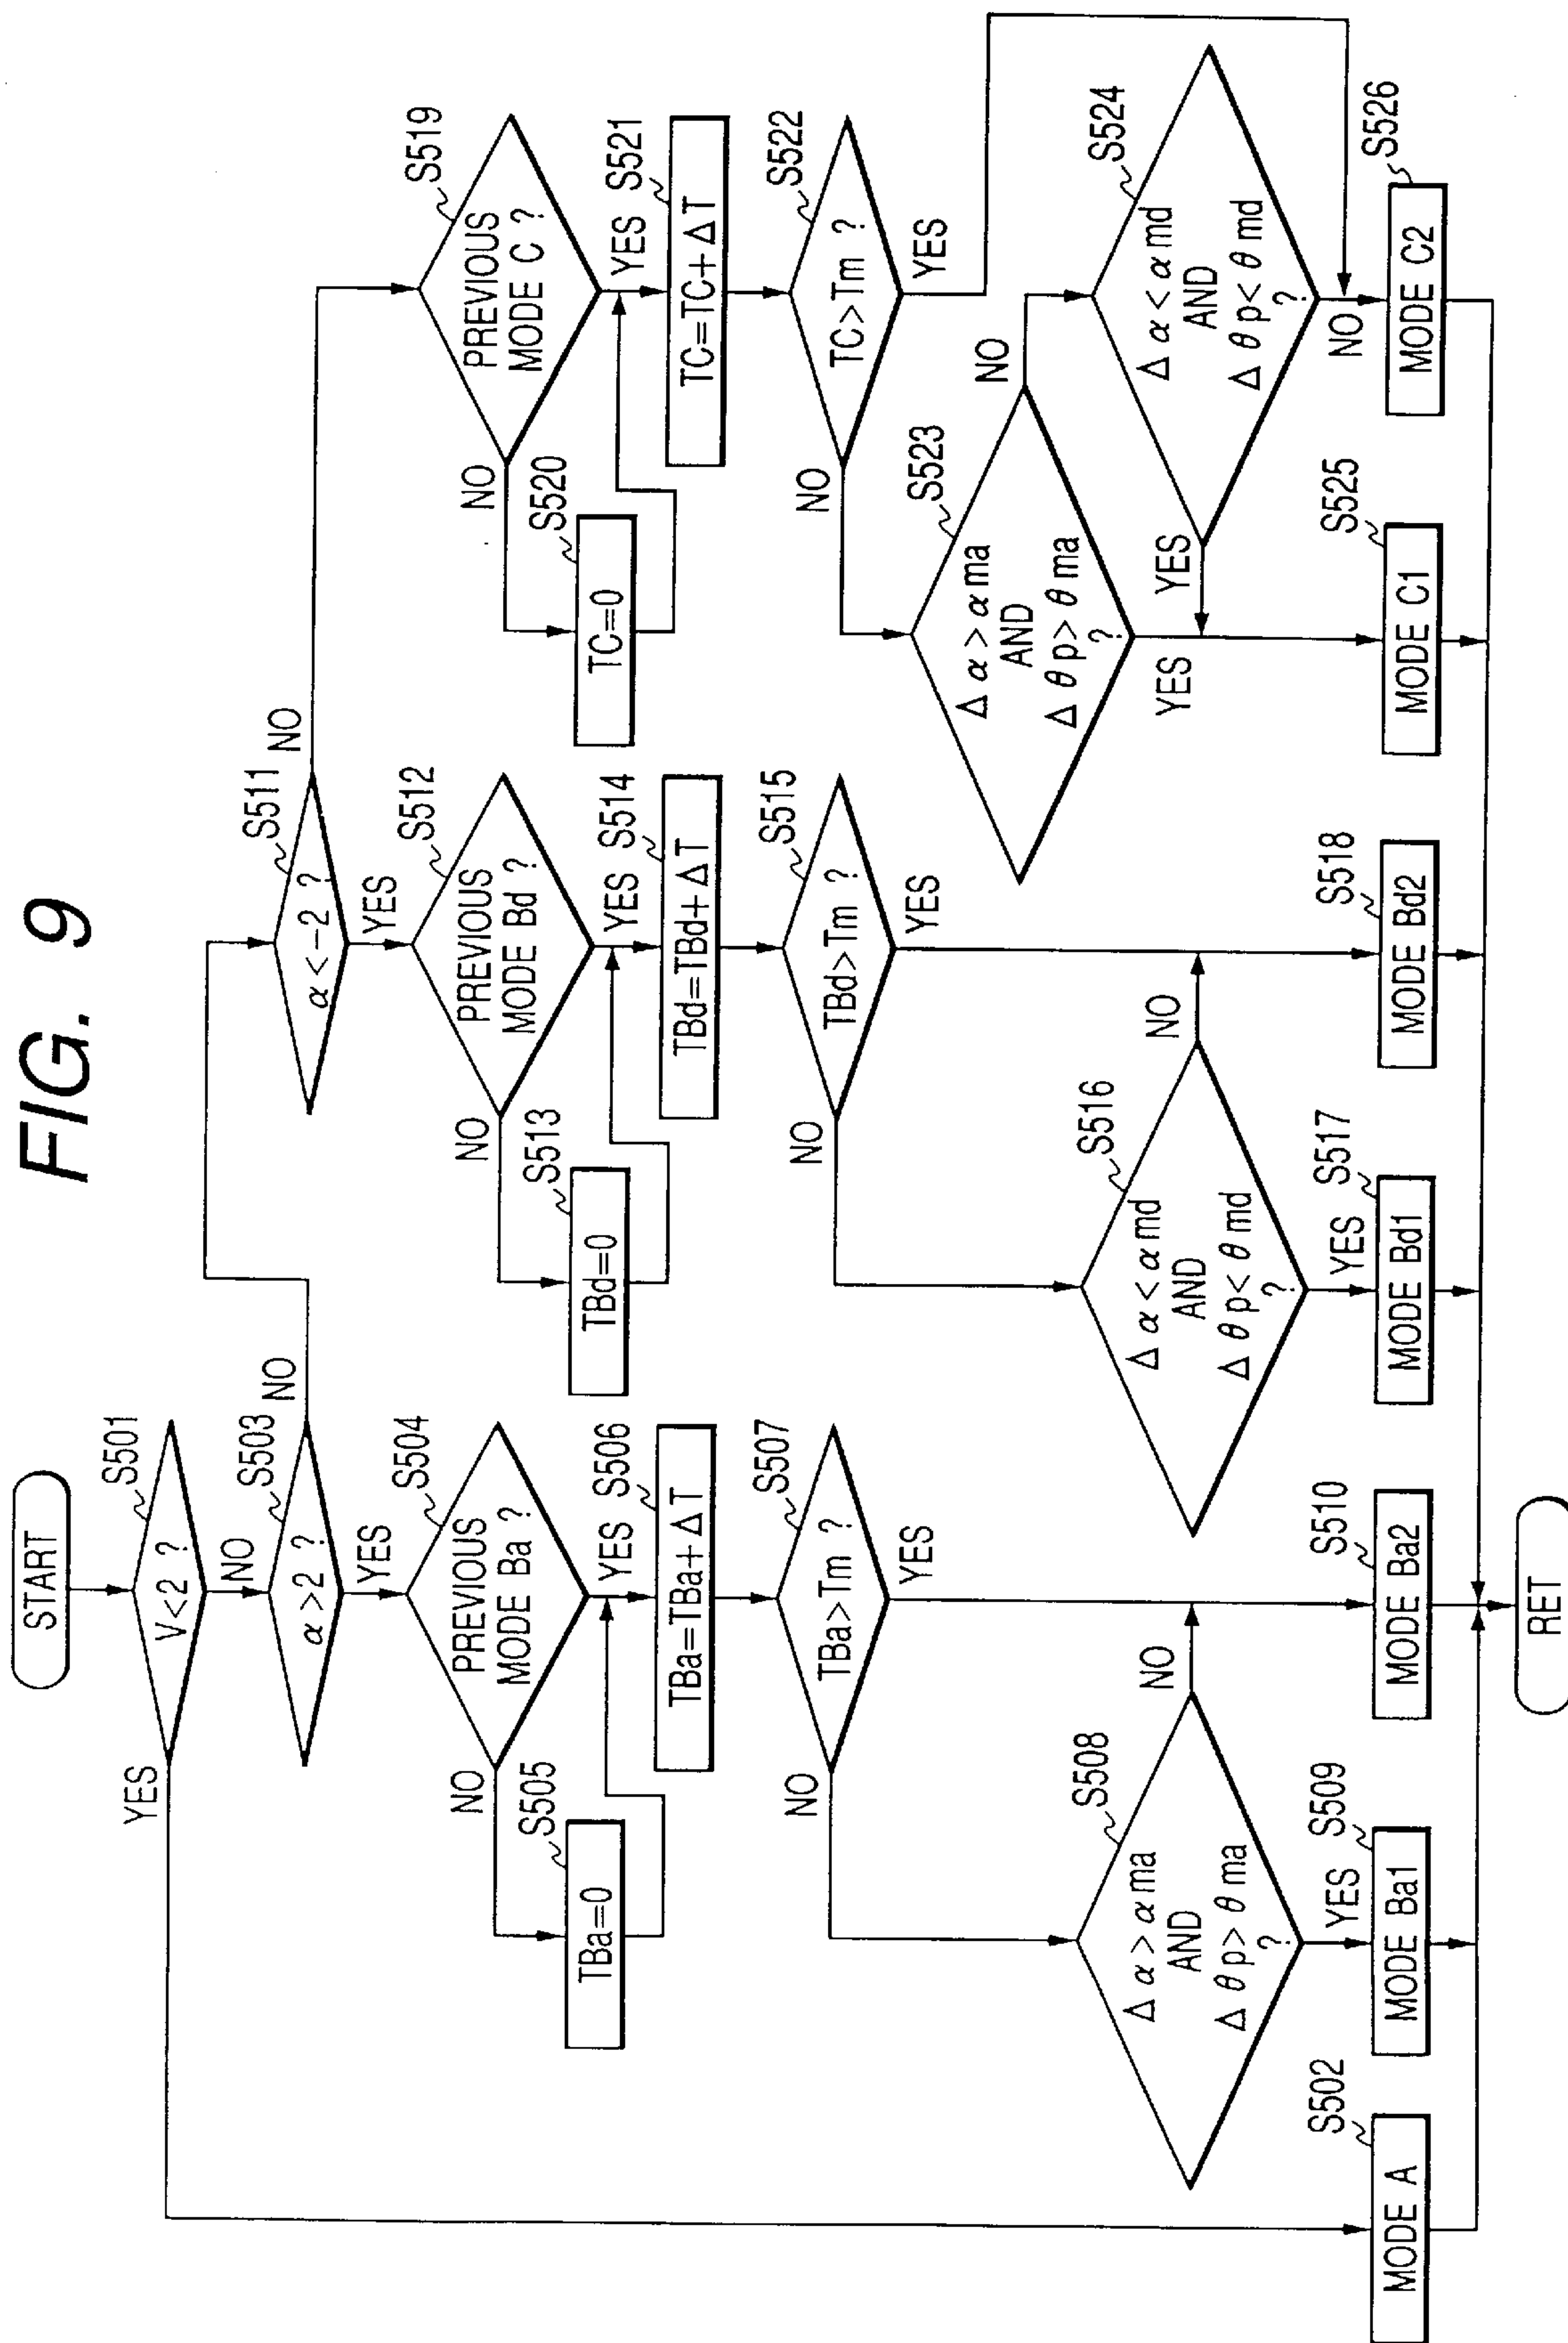 FIG. 9
START
V<2 ?
S501
YES
NO
α>2 ?
S503
NO
YES
PREVIOUS
MODE Ba ?
S504
NO
YES
TBa=0
S505
TBa=TBa+ΔT
S506
TBa>Tm ?
S507
NO
YES
Δα>αma
AND
Δθp>θma
?
S508
NO
YES
α<-2 ?
S511
NO
YES
PREVIOUS
MODE Bd ?
S512
NO
YES
TBd=0
S513
TBd=TBd+ΔT
S514
TBd>Tm ?
S515
NO
YES
Δα<αmd
AND
Δθp<θmd
?
S516
NO
YES
PREVIOUS
MODE C ?
S519
NO
YES
TC=0
S520
TC=TC+ΔT
S521
TC>Tm ?
S522
NO
YES
Δα>αma
AND
Δθp>θma
?
S523
NO
YES
Δα<αmd
AND
Δθp<θmd
?
S524
YES
NO
MODE A
S502
MODE Ba1
S509
MODE Ba2
S510
MODE Bd1
S517
MODE Bd2
S518
MODE C1
S525
MODE C2
S526
RET